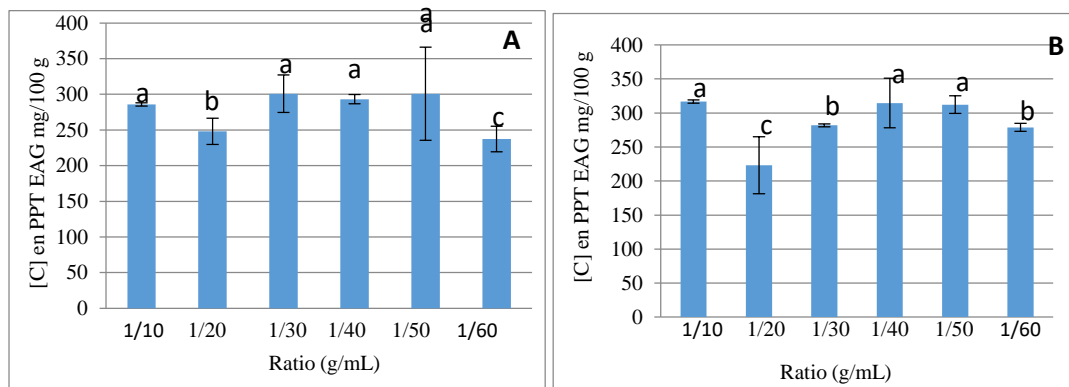 A
[C] en PPT EAG mg/100 g
400
350
300
250
200
150
100
50
0
a
b
a
a
a
a
c
1/10 1/20 1/30 1/40 1/50 1/60
Ratio (g/mL)
B
[C] en PPT EAG mg/100 g
400
350
300
250
200
150
100
50
0
a
c
b
a
a
b
1/10 1/20 1/30 1/40 1/50 1/60
Ratio (g/mL)